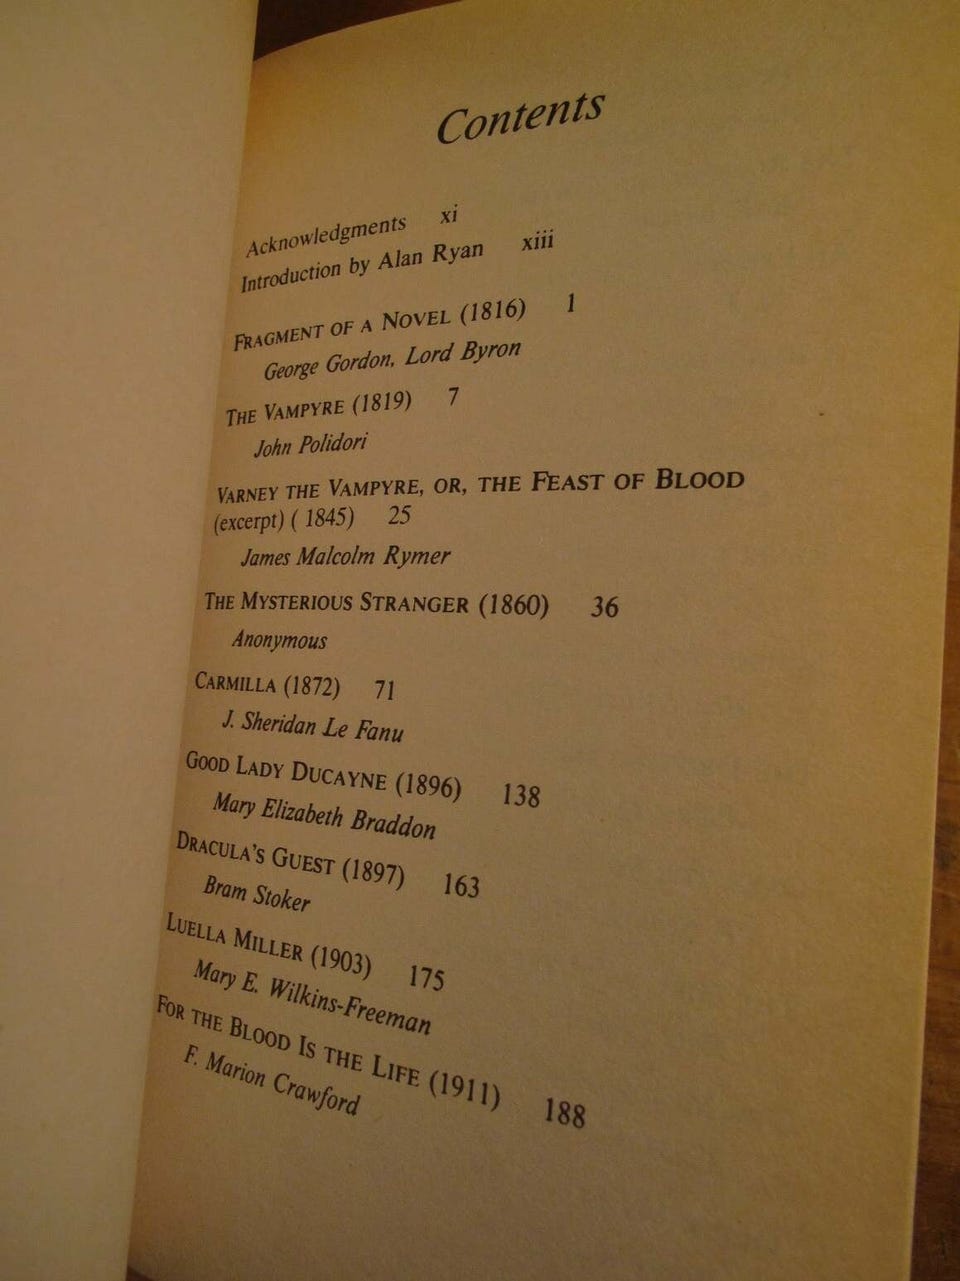 Contents
Acknowledgments xi
Introduction by Alan Ryan xiii
FRAGMENT OF A NOVEL (1816) 1
George Gordon, Lord Byron
THE VAMPYRE (1819) 7
John Polidori
VARNEY THE VAMPYRE, OR, THE FEAST OF BLOOD
(excerpt) ( 1845) 25
James Malcolm Rymer
THE MYSTERIOUS STRANGER (1860) 36
Anonymous
CARMILLA (1872) 71
J. Sheridan Le Fanu
GOOD LADY DUCAYNE (1896) 138
Mary Elizabeth Braddon
DRACULA'S GUEST (1897) 163
Bram Stoker
LUELLA MILLER (1903) 175
Mary E. Wilkins-Freeman
FOR THE BLOOD IS THE LIFE (1911) 188
F. Marion Crawford